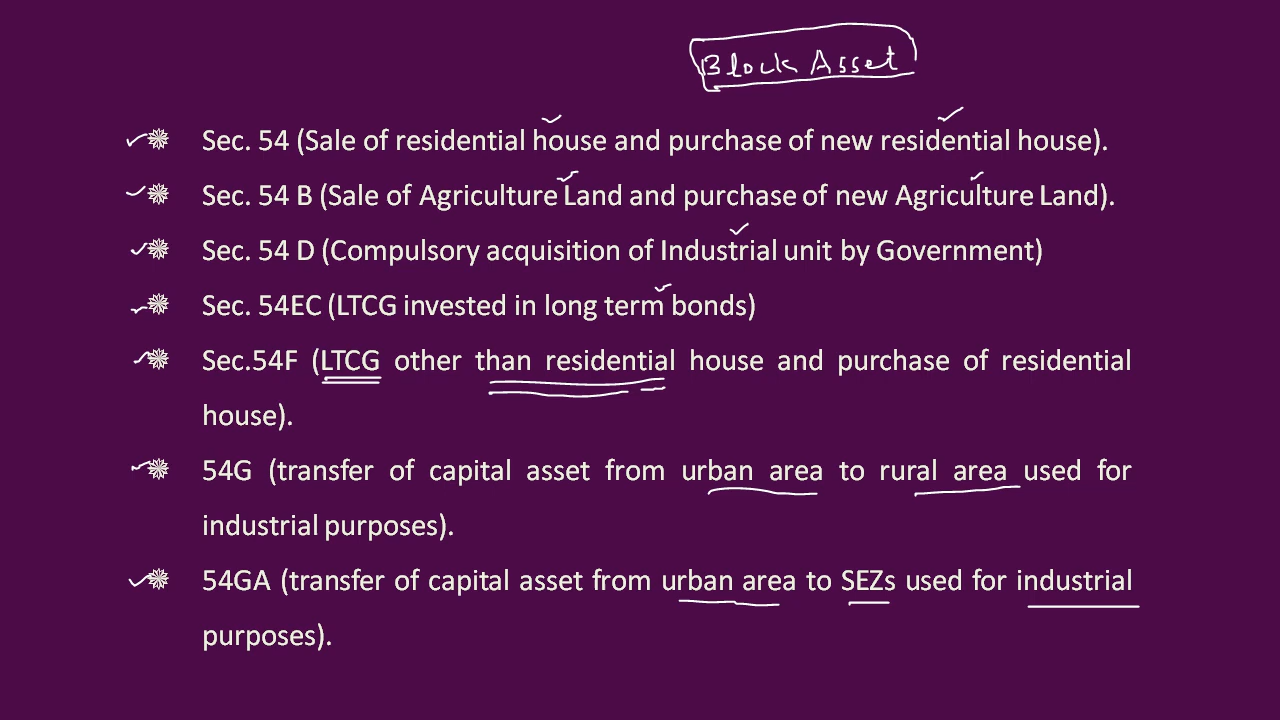 Block Asset
Sec. 54 (Sale of residential house and purchase of new residential house).
Sec. 54 B (Sale of Agriculture Land and purchase of new Agriculture Land).
Sec. 54 D (Compulsory acquisition of Industrial unit by Government)
Sec. 54EC (LTCG invested in long term bonds)
Sec.54F (LTCG other than residential house and purchase of residential
house).
54G (transfer of capital asset from urban area to rural area used for
industrial purposes).
54GA (transfer of capital asset from urban area to SEZs used for industrial
purposes).